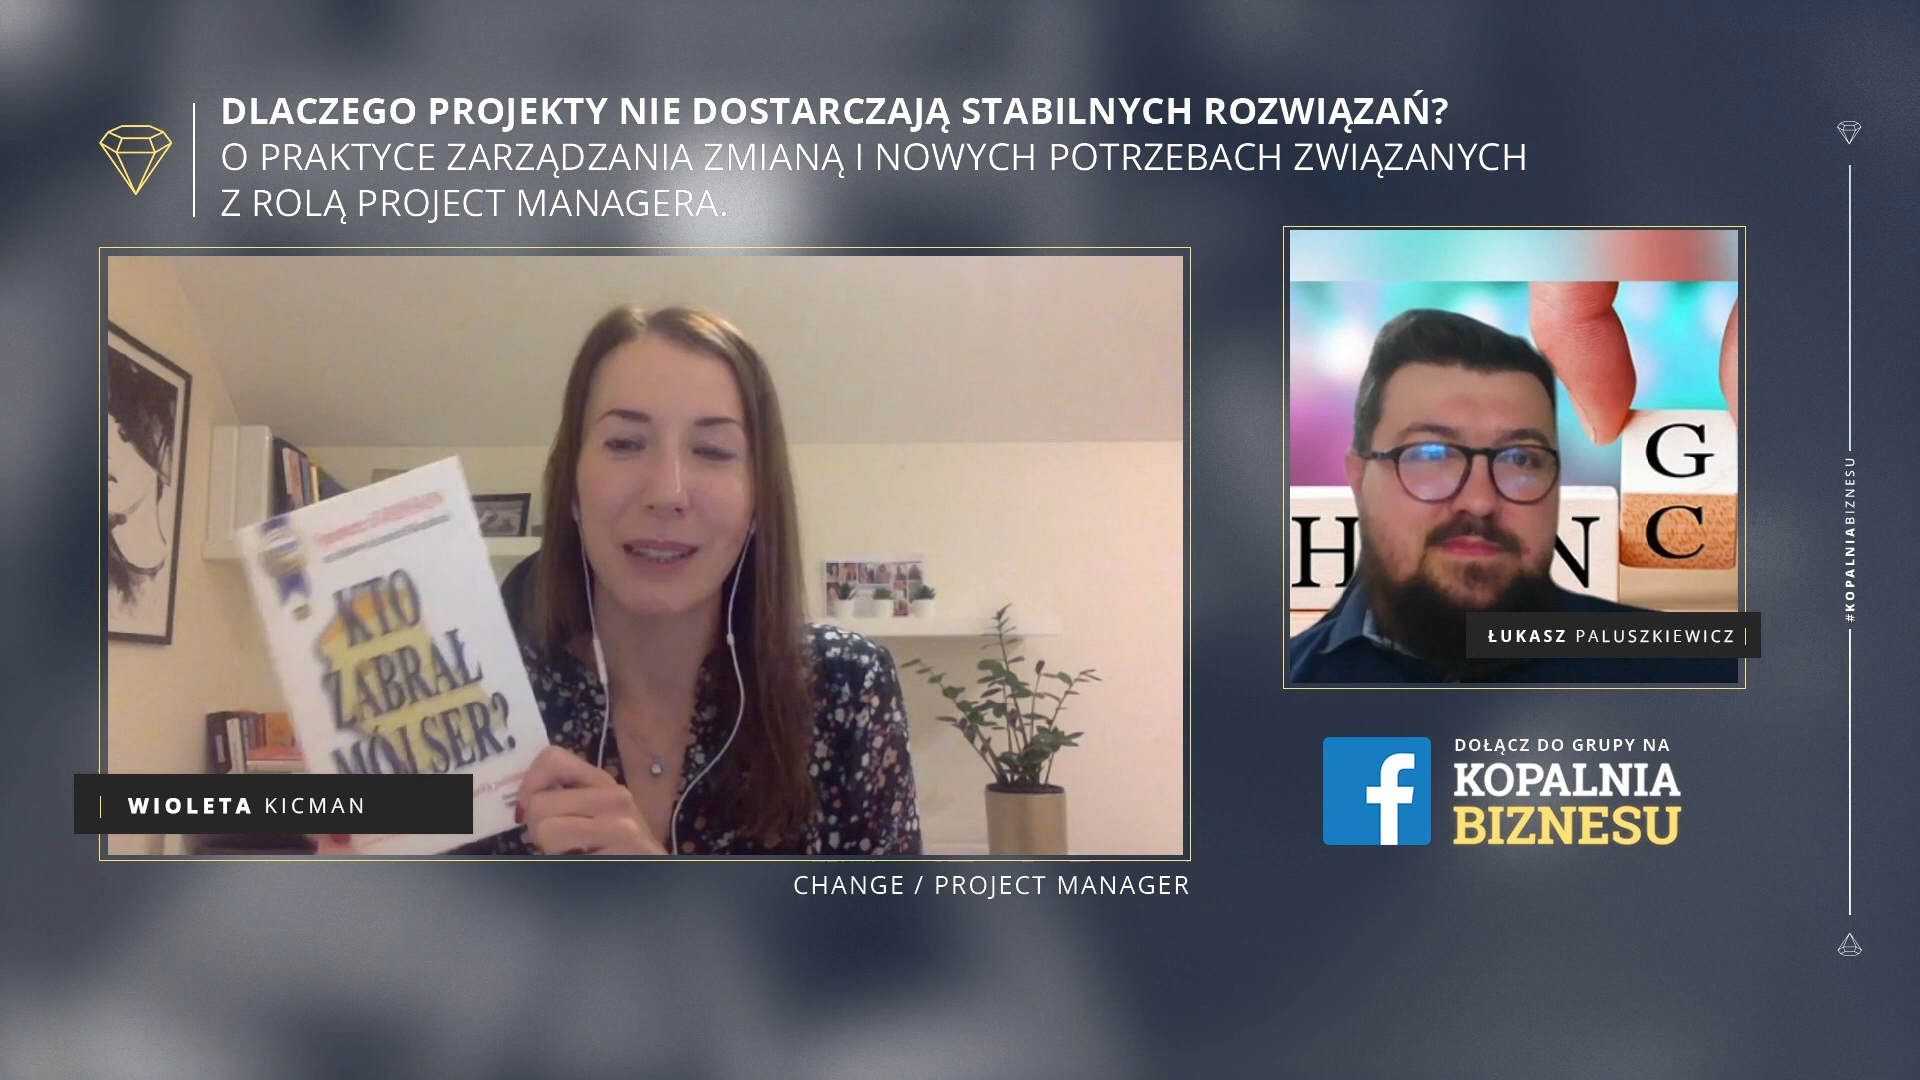 DLACZEGO PROJEKTY NIE DOSTARCZAJĄ STABILNYCH ROZWIĄZAŃ?
O PRAKTYCE ZARZĄDZANIA ZMIANĄ I NOWYCH POTRZEBACH ZWIĄZANYCH
Z ROLĄ PROJECT MANAGERA.
KTO
ZABRAŁ
MÓJ SER?
WIOLETA KICMAN
CHANGE / PROJECT MANAGER
G
H N C
ŁUKASZ PALUSZKIEWICZ
DOŁĄCZ DO GRUPY NA
KOPALNIA
BIZNESU
#KOPALNIABIZNESU